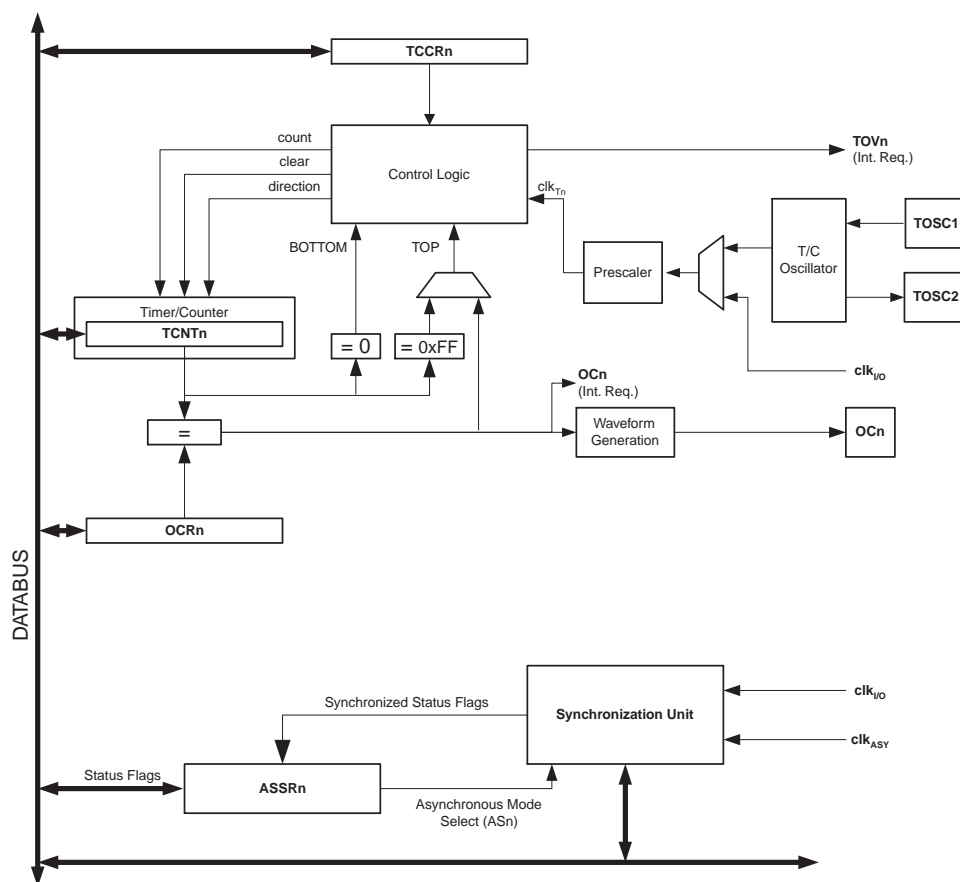 TCCRn
count
clear
direction
Control Logic
TOVn
(Int. Req.)
clkTn
BOTTOM
TOP
Prescaler
T/C
Oscillator
TOSC1
TOSC2
Timer/Counter
TCNTn
= 0
= 0xFF
OCn
(Int. Req.)
clkI/O
=
Waveform
Generation
OCn
OCRn
DATABUS
Synchronized Status Flags
Synchronization Unit
clkI/O
clkASY
Status Flags
ASSRn
Asynchronous Mode
Select (ASn)